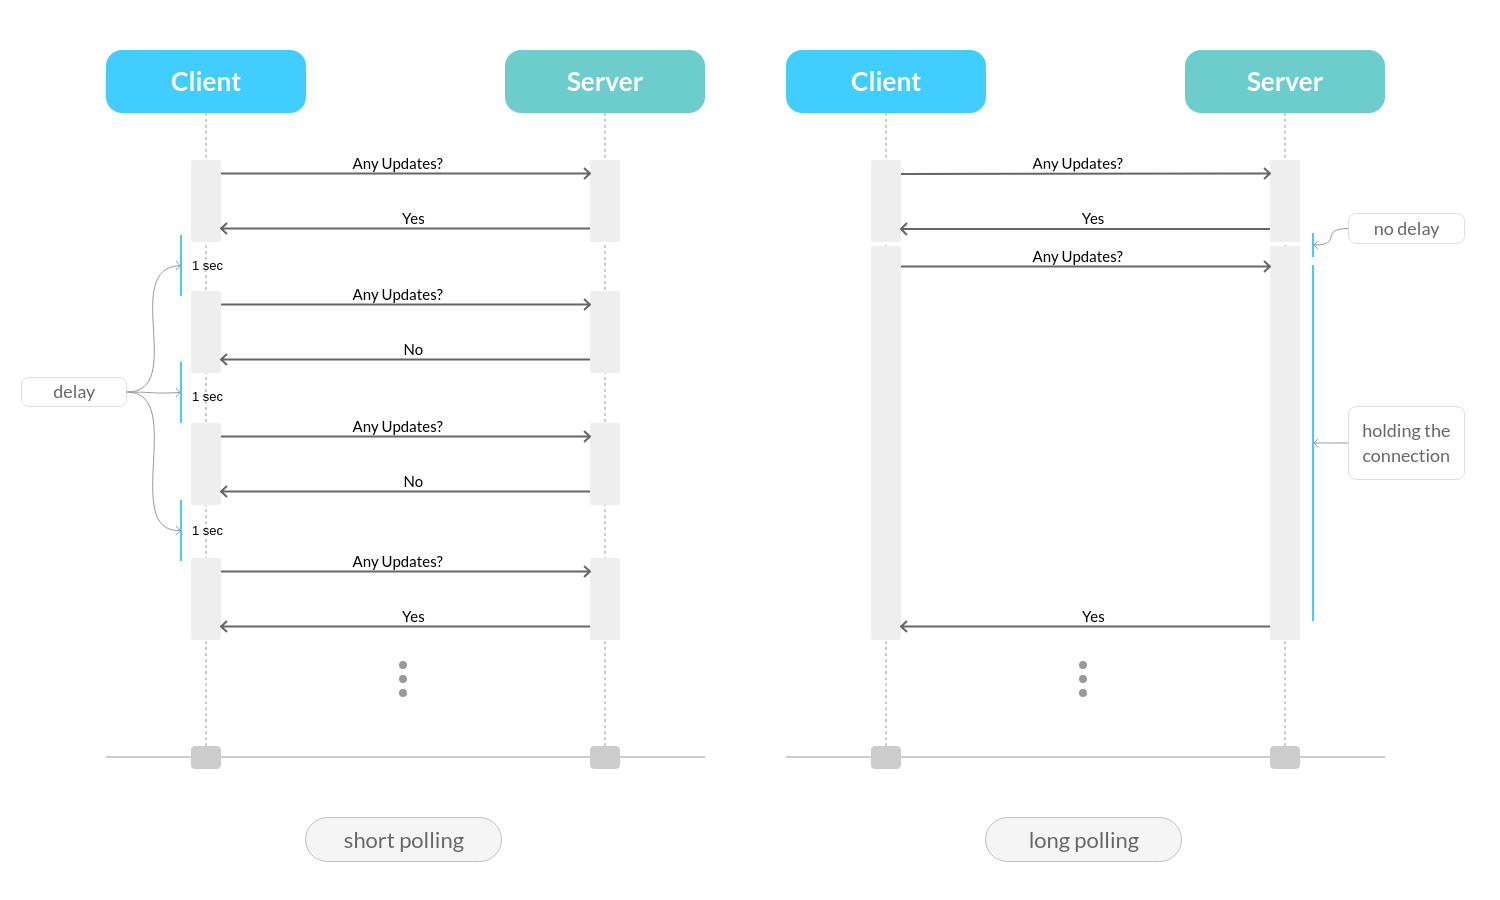 Client
Server
Any Updates?
Yes
1 sec
Any Updates?
No
delay
1 sec
Any Updates?
No
1 sec
Any Updates?
Yes
short polling
Client
Server
Any Updates?
Yes
no delay
Any Updates?
holding the
connection
Yes
long polling